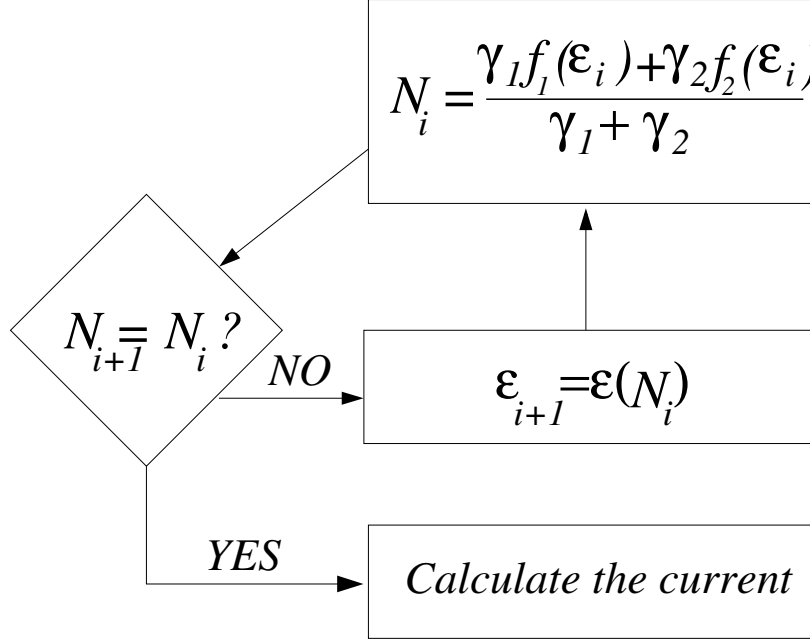 N_i = \frac{γ_1 f_1(ε_i) + γ_2 f_2(ε_i)}{γ_1 + γ_2}
N_{i+1} = N_i ?
NO
ε_{i+1} = ε(N_i)
YES
Calculate the current